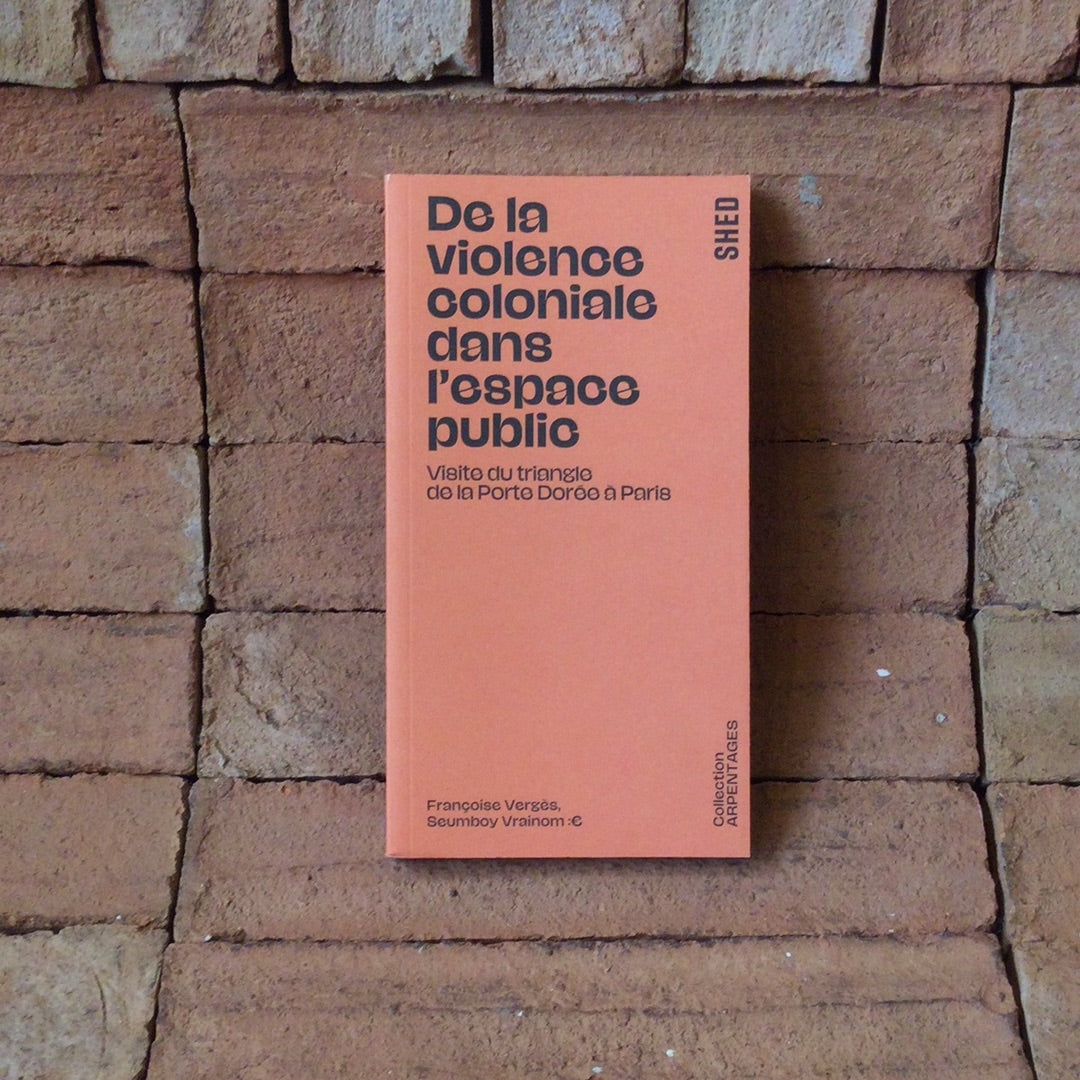 De la
violence
coloniale
dans
l'espace
public
Visite du triangle
de la Porte Dorée à Paris
SHED
Françoise Vergès,
Seumboy Vrainom :€
Collection
ARPENTAGES